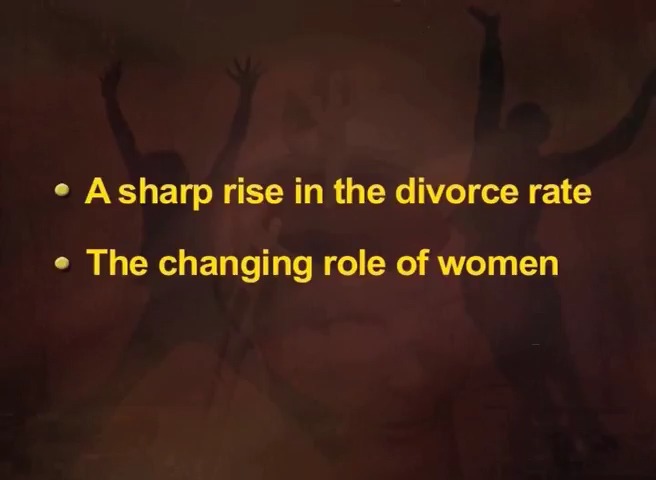 A sharp rise in the divorce rate
The changing role of women